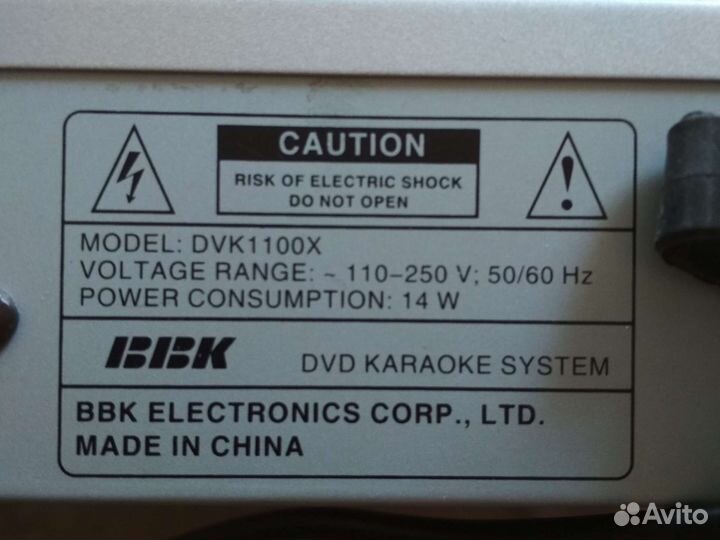 CAUTION
RISK OF ELECTRIC SHOCK
DO NOT OPEN
MODEL: DVK1100X
VOLTAGE RANGE: ~ 110–250 V; 50/60 Hz
POWER CONSUMPTION: 14 W
BBK DVD KARAOKE SYSTEM
BBK ELECTRONICS CORP., LTD.
MADE IN CHINA
Avito